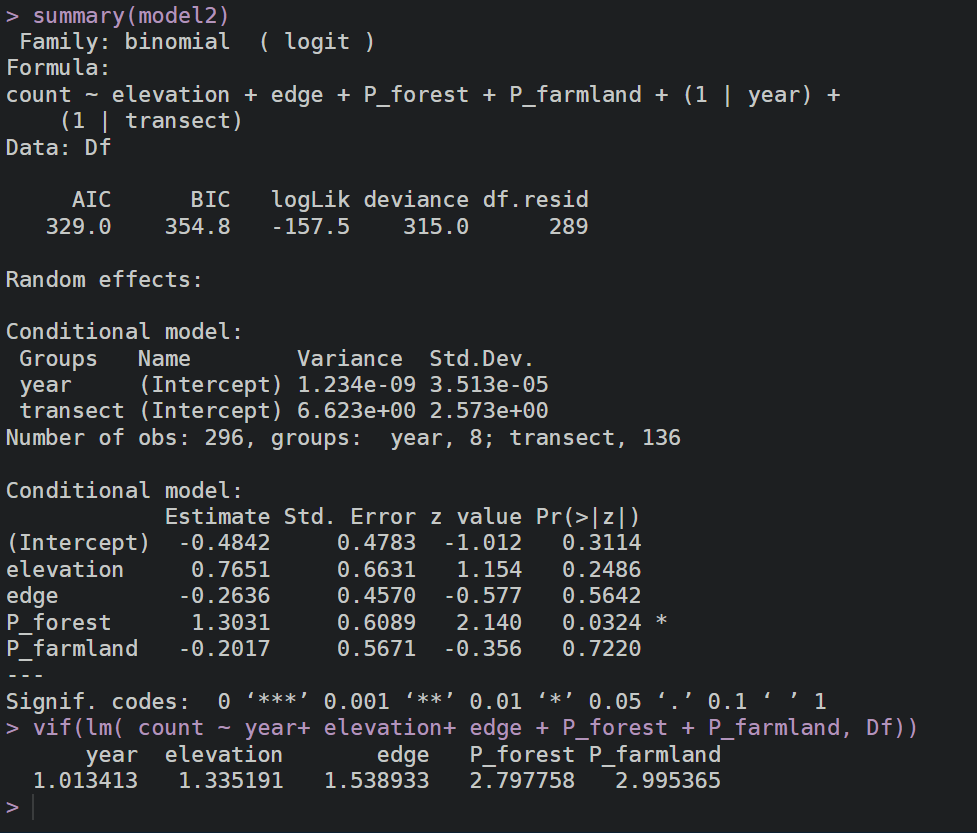 > summary(model2)
 Family: binomial  ( logit )
Formula:
count ~ elevation + edge + P_forest + P_farmland + (1 | year) +
    (1 | transect)
Data: Df

     AIC      BIC   logLik deviance df.resid
   329.0    354.8   -157.5    315.0      289

Random effects:

Conditional model:
 Groups   Name        Variance  Std.Dev.
 year     (Intercept) 1.234e-09 3.513e-05
 transect (Intercept) 6.623e+00 2.573e+00
Number of obs: 296, groups:  year, 8; transect, 136

Conditional model:
            Estimate Std. Error z value Pr(>|z|)
(Intercept)  -0.4842     0.4783  -1.012   0.3114
elevation     0.7651     0.6631   1.154   0.2486
edge         -0.2636     0.4570  -0.577   0.5642
P_forest      1.3031     0.6089   2.140   0.0324 *
P_farmland   -0.2017     0.5671  -0.356   0.7220
---
Signif. codes:  0 ‘***’ 0.001 ‘**’ 0.01 ‘*’ 0.05 ‘.’ 0.1 ‘ ’ 1
> vif(lm( count ~ year+ elevation+ edge + P_forest + P_farmland, Df))
      year  elevation       edge   P_forest P_farmland
  1.013413   1.335191   1.538933   2.797758   2.995365
>